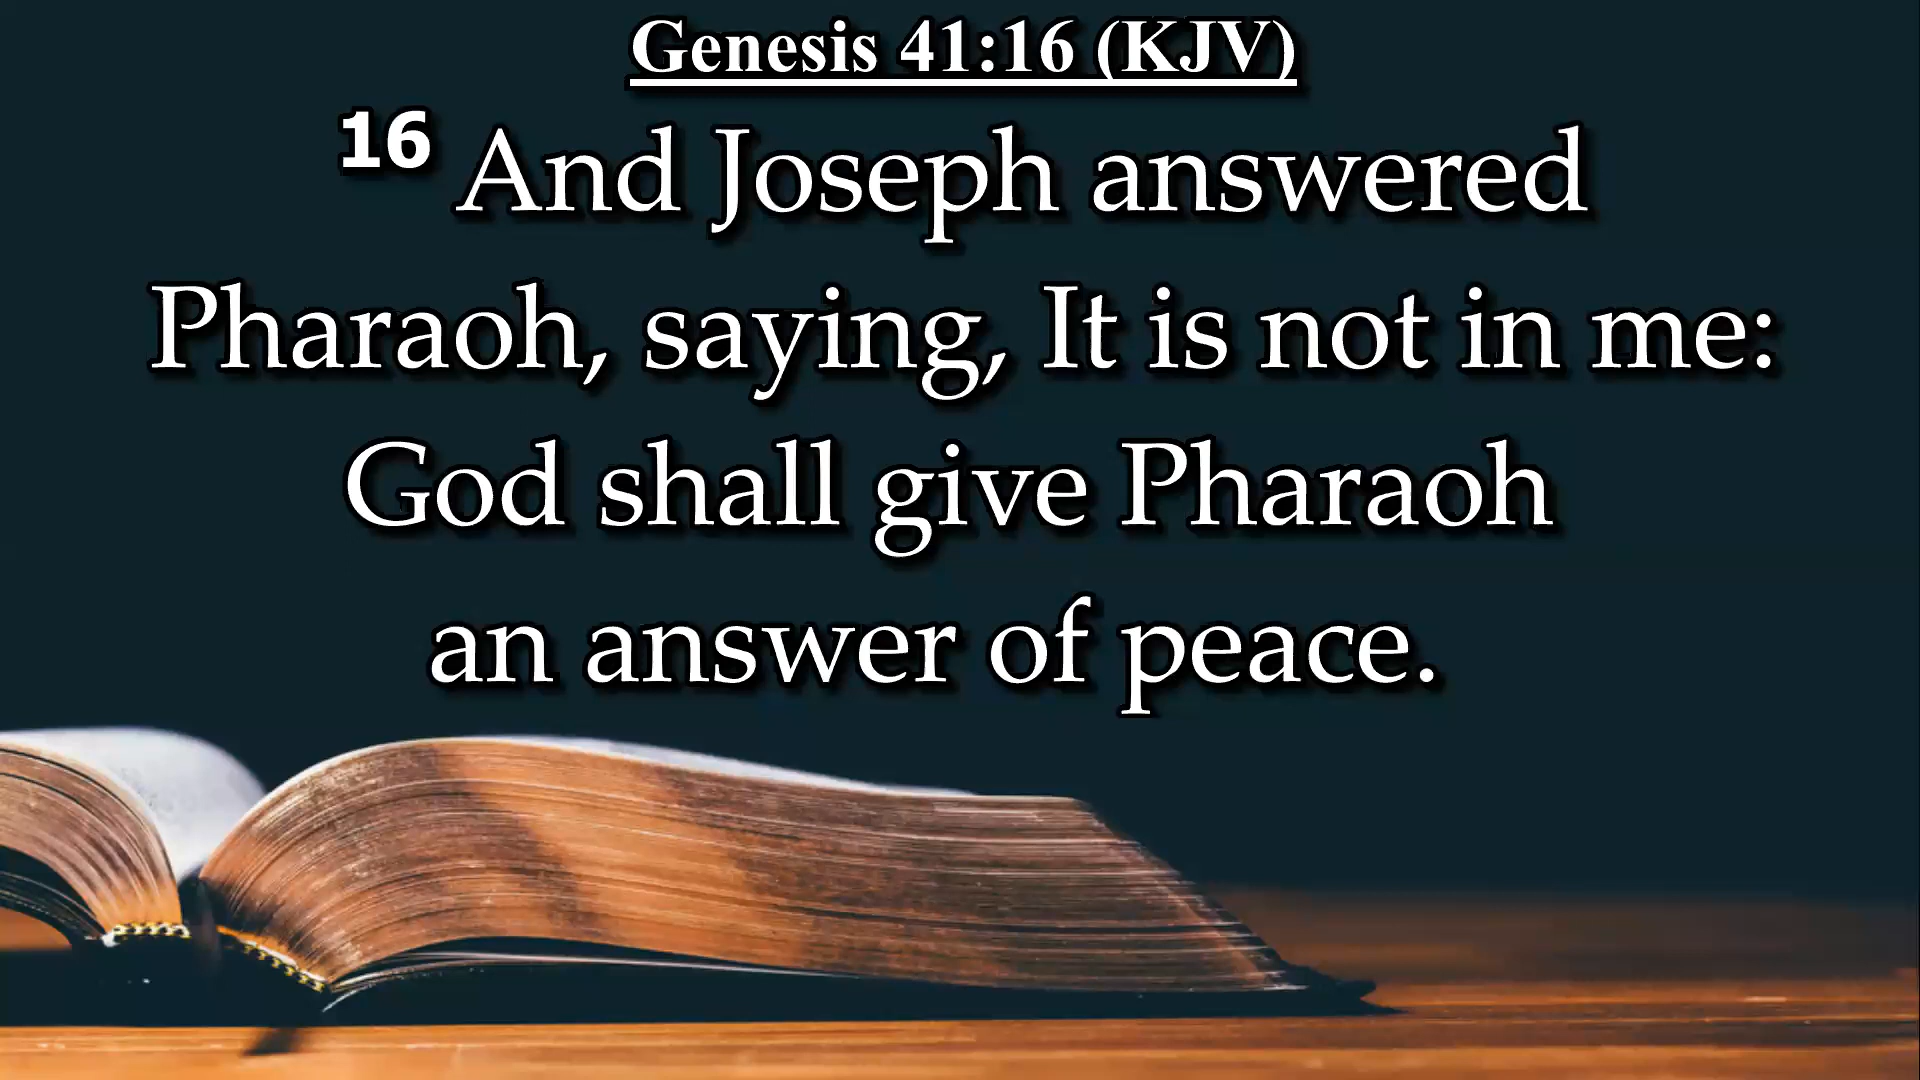 Genesis 41:16 (KJV)
16 And Joseph answered
Pharaoh, saying, It is not in me:
God shall give Pharaoh
an answer of peace.